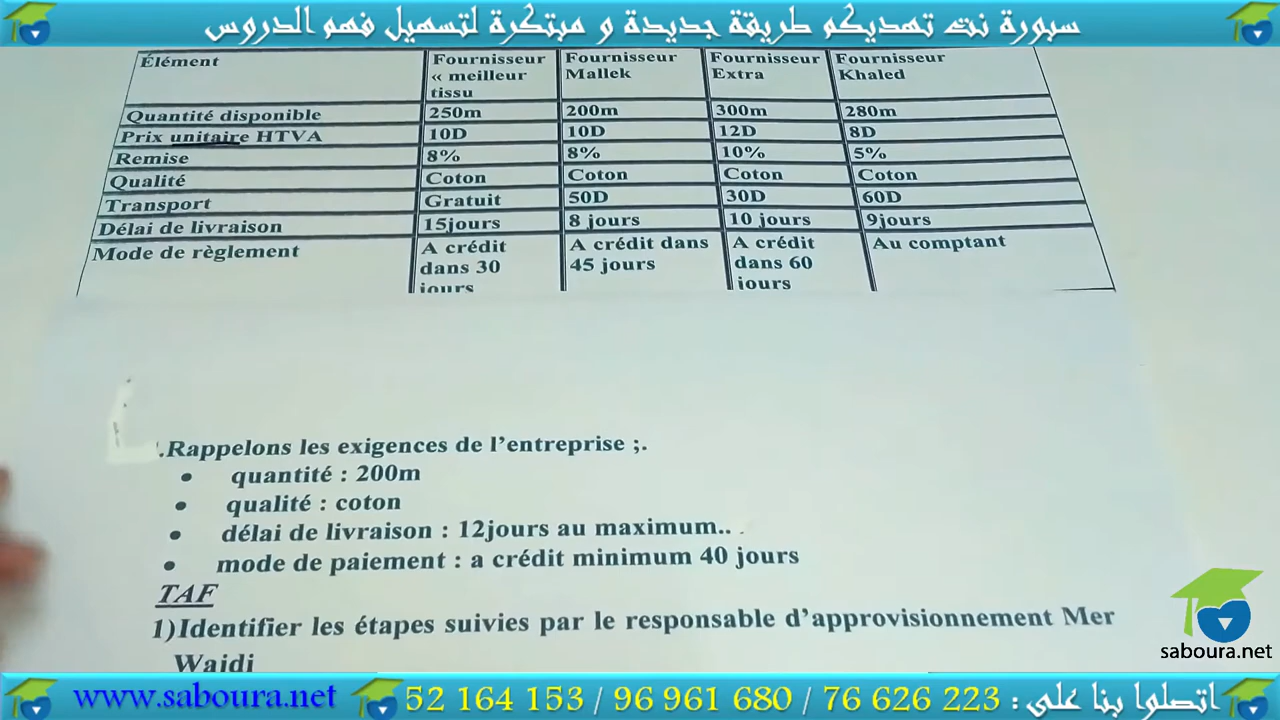 سبورة نت تهديكم طريقة جديدة و مبتكرة لتسهيل فهم الدروس
Élément | Fournisseur « meilleur tissu | Fournisseur Mallek | Fournisseur Extra | Fournisseur Khaled
Quantité disponible | 250m | 200m | 300m | 280m
Prix unitaire HTVA | 10D | 10D | 12D | 8D
Remise | 8% | 8% | 10% | 5%
Qualité | Coton | Coton | Coton | Coton
Transport | Gratuit | 50D | 30D | 60D
Délai de livraison | 15jours | 8 jours | 10 jours | 9jours
Mode de règlement | A crédit dans 30 jours | A crédit dans 45 jours | A crédit dans 60 jours | Au comptant
.Rappelons les exigences de l'entreprise ;.
• quantité : 200m
• qualité : coton
• délai de livraison : 12jours au maximum.. .
• mode de paiement : a crédit minimum 40 jours
TAF
1)Identifier les étapes suivies par le responsable d'approvisionnement Mer
Waidi
saboura.net
www.saboura.net
52 164 153 / 96 961 680 / 76 626 223 : اتصلوا بنا على